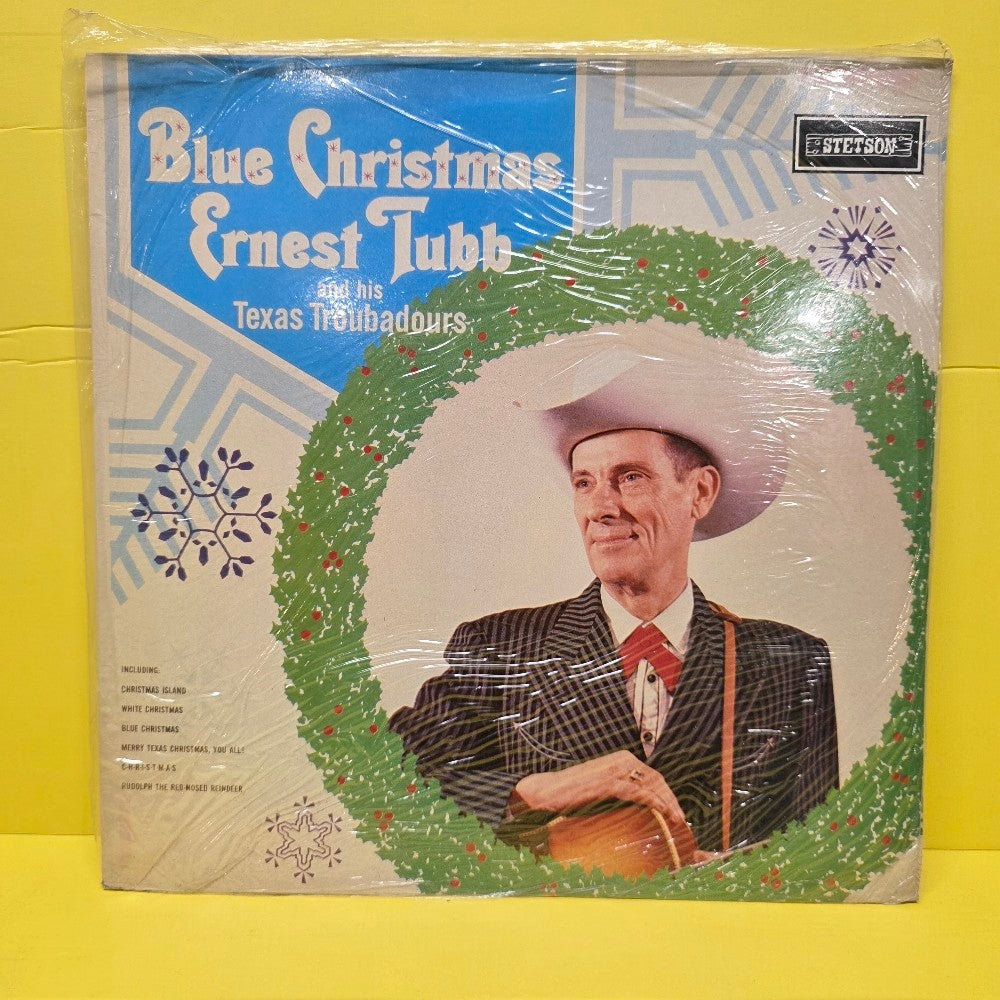 Blue Christmas
Ernest Tubb
and his
Texas Troubadours
STETSON
INCLUDING:
CHRISTMAS ISLAND
WHITE CHRISTMAS
BLUE CHRISTMAS
MERRY TEXAS CHRISTMAS, YOU ALL!
C-H-R-I-S-T-M-A-S
RUDOLPH THE RED-NOSED REINDEER